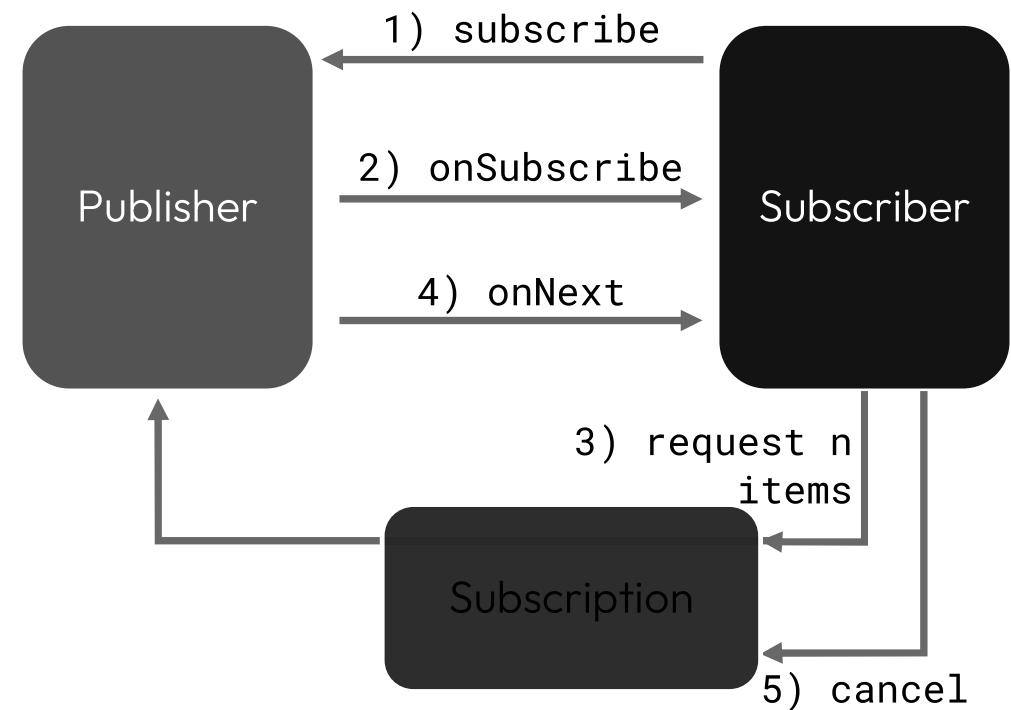 1) subscribe
2) onSubscribe
Publisher
Subscriber
4) onNext
3) request n
items
Subscription
5) cancel